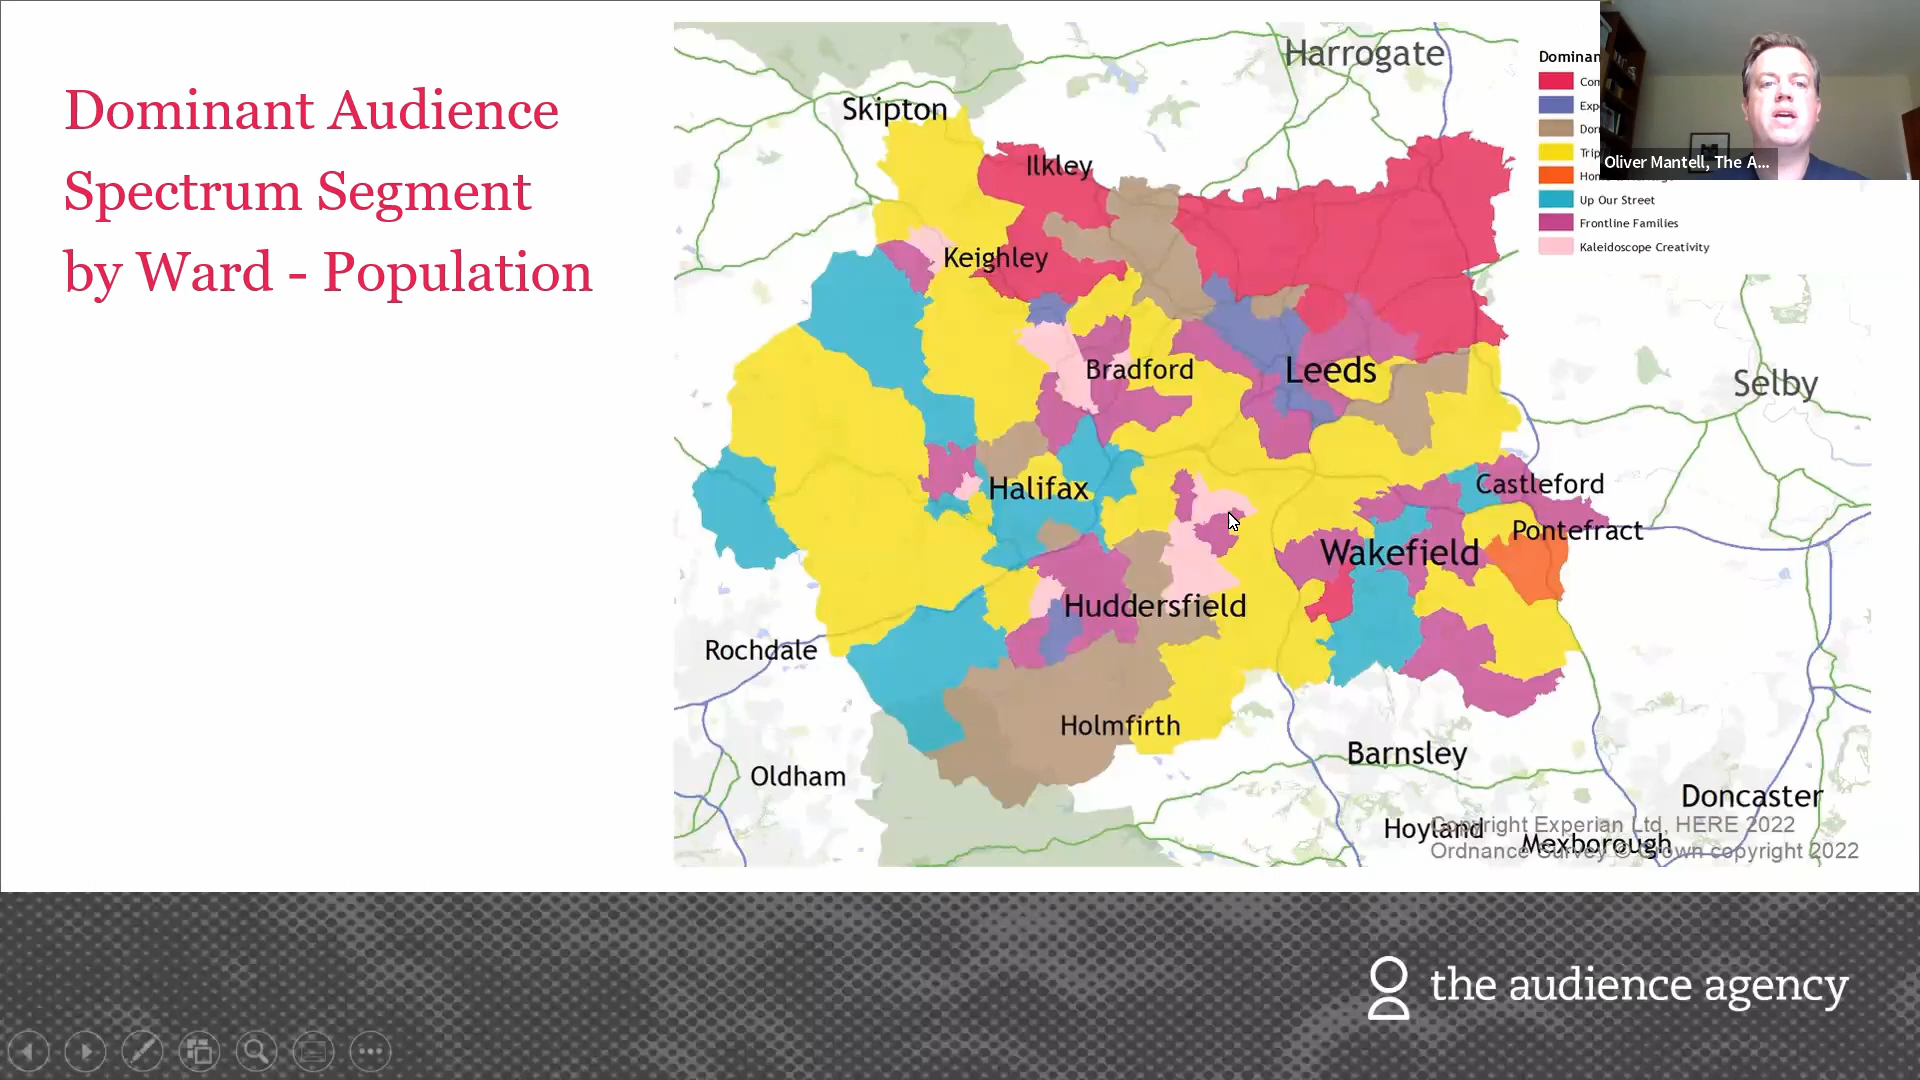 Dominant Audience
Spectrum Segment
by Ward - Population
Harrogate
Skipton
Ilkley
Keighley
Bradford
Leeds
Selby
Halifax
Castleford
Pontefract
Wakefield
Huddersfield
Rochdale
Holmfirth
Oldham
Barnsley
Doncaster
Hoyland
Mexborough
Up Our Street
Frontline Families
Kaleidoscope Creativity
Oliver Mantell, The A...
Copyright Experian Ltd, HERE 2022
Ordnance Survey © Crown copyright 2022
the audience agency